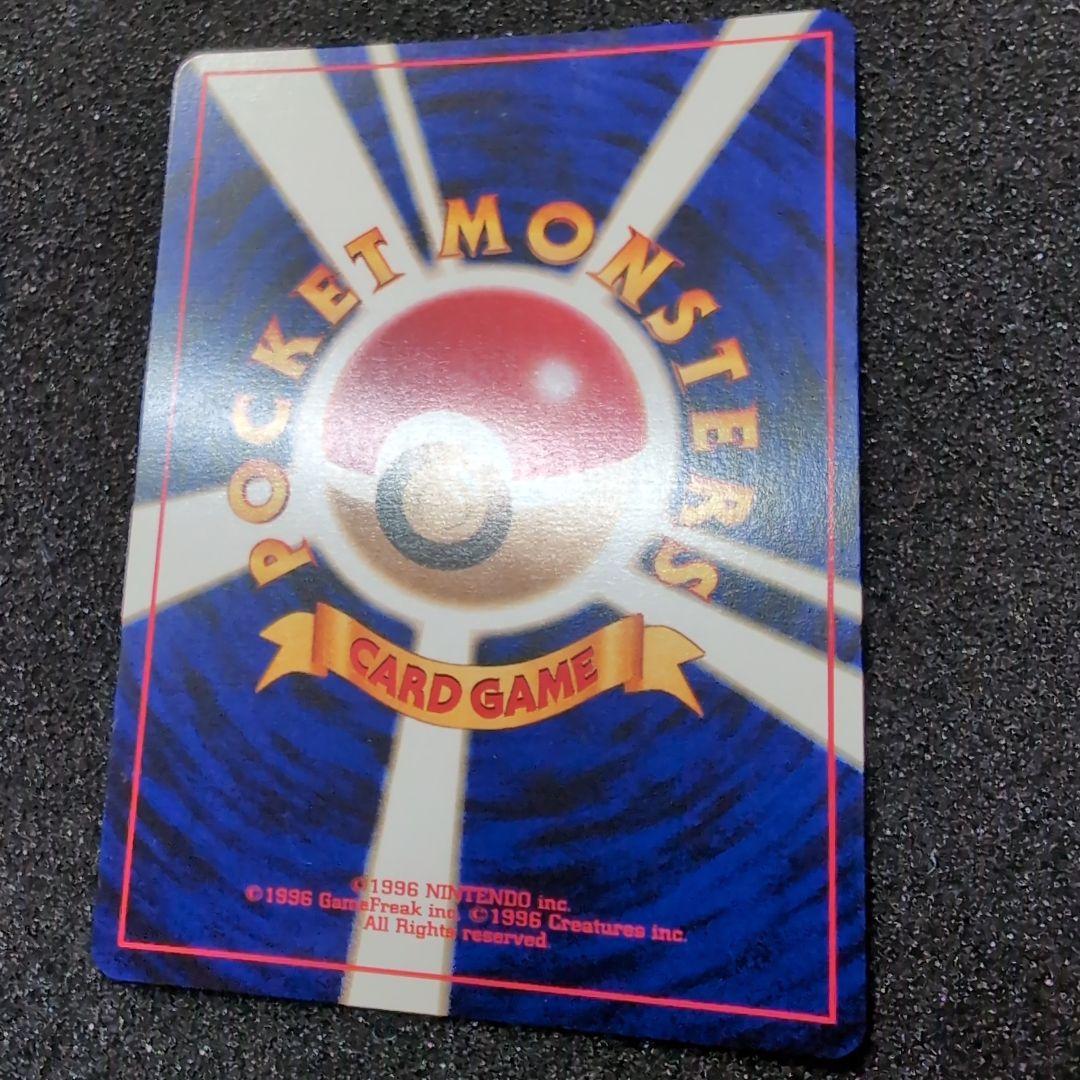 POCKET MONSTERS
CARD GAME
©1996 NINTENDO inc.
©1996 GameFreak inc. ©1996 Creatures inc.
All Rights reserved.